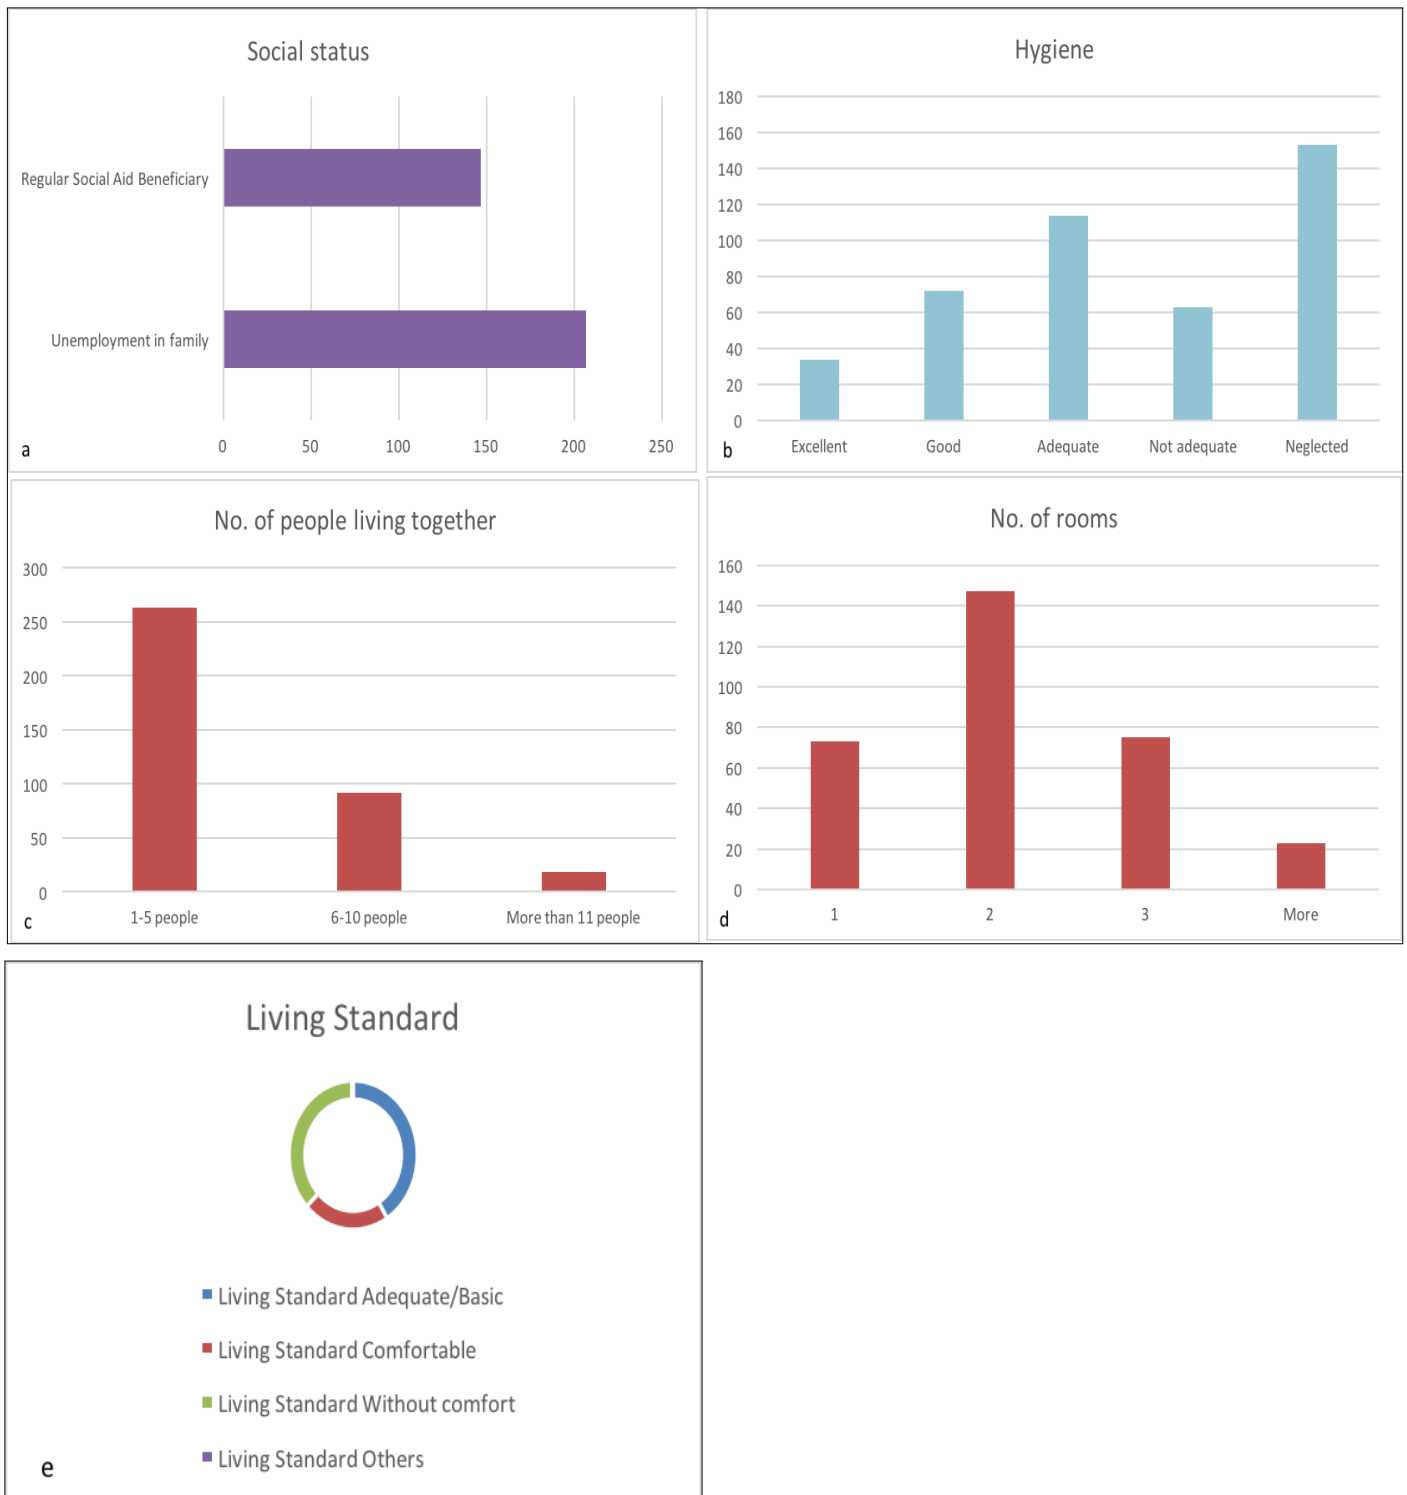 Social status
Regular Social Aid Beneficiary
Unemployment in family
0 50 100 150 200 250
a
Hygiene
180
160
140
120
100
80
60
40
20
0
Excellent Good Adequate Not adequate Neglected
b
No. of people living together
300
250
200
150
100
50
0
1-5 people 6-10 people More than 11 people
c
No. of rooms
160
140
120
100
80
60
40
20
0
1 2 3 More
d
Living Standard
Living Standard Adequate/Basic
Living Standard Comfortable
Living Standard Without comfort
Living Standard Others
e